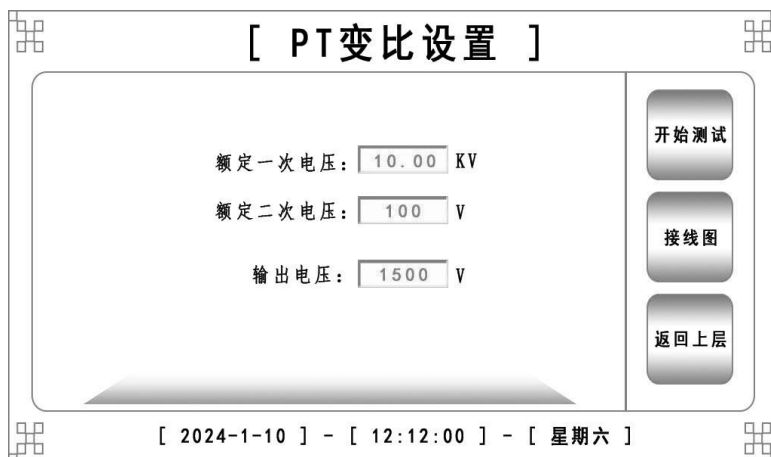 [ PT变比设置 ]
额定一次电压: 10.00 KV
额定二次电压: 100 V
输出电压: 1500 V
开始测试
接线图
返回上层
[ 2024-1-10 ] - [ 12:12:00 ] - [ 星期六 ]